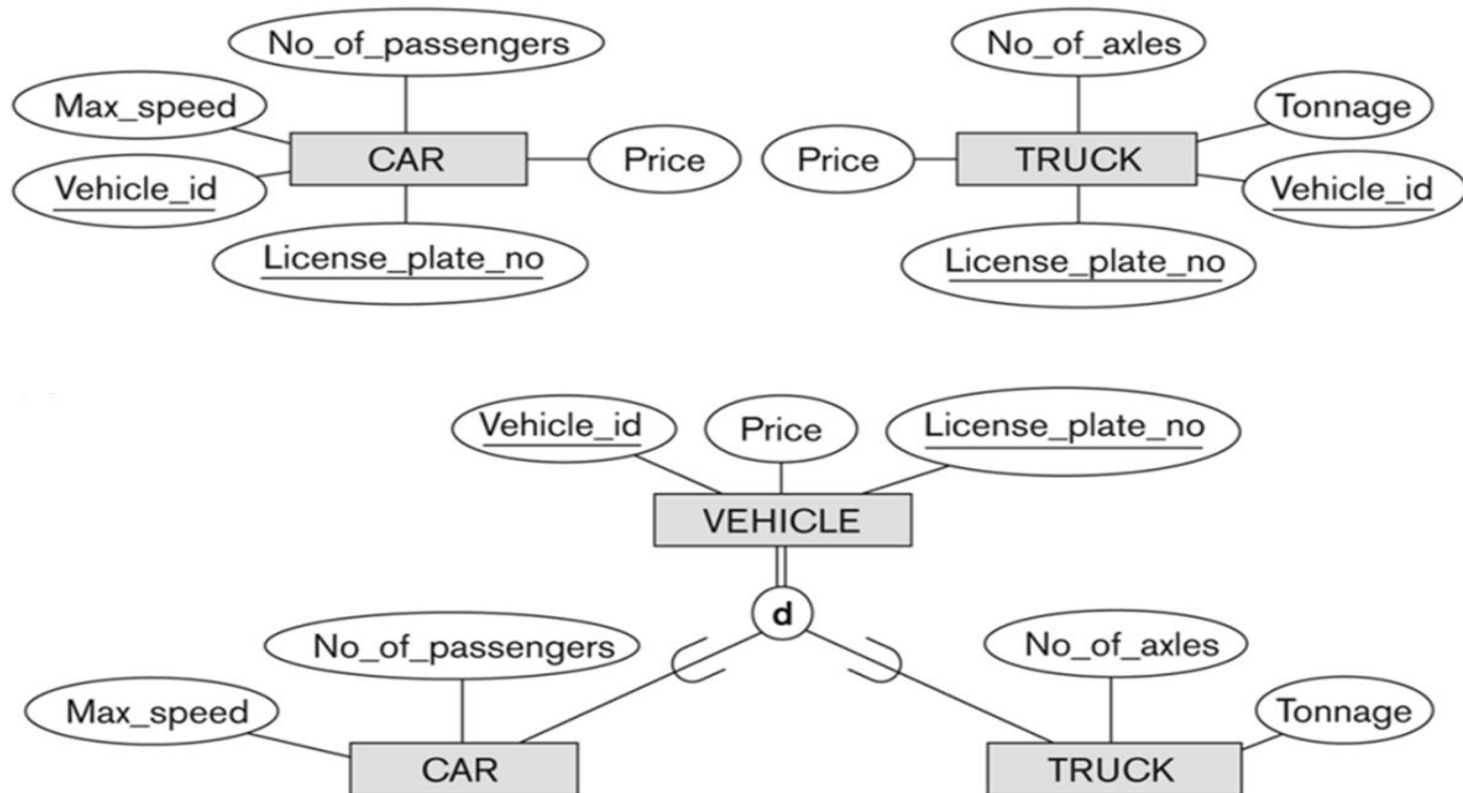 No_of_passengers
No_of_axles
Max_speed
Tonnage
CAR
Price
Price
TRUCK
Vehicle_id
Vehicle_id
License_plate_no
License_plate_no
Vehicle_id
Price
License_plate_no
VEHICLE
d
No_of_passengers
No_of_axles
Max_speed
Tonnage
CAR
TRUCK